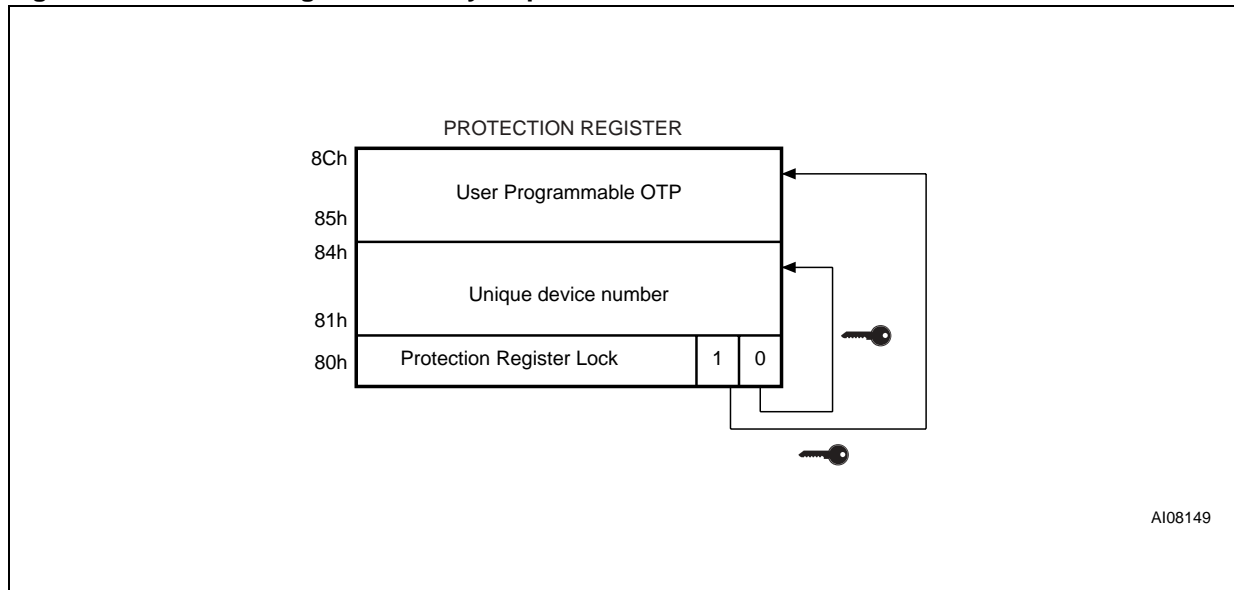 PROTECTION REGISTER
8Ch
User Programmable OTP
85h
84h
Unique device number
81h
80h Protection Register Lock 1 0
AI08149